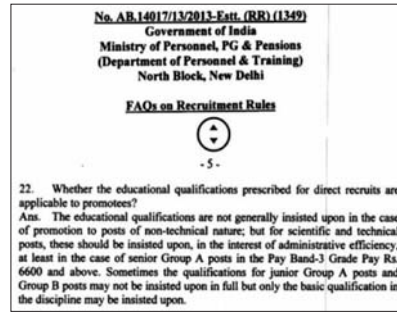 No. AB.14017/13/2013-Estt. (RR) (1349)
Government of India
Ministry of Personnel, PG & Pensions
(Department of Personnel & Training)
North Block, New Delhi
FAQs on Recruitment Rules
- 5 -
22. Whether the educational qualifications prescribed for direct recruits are
applicable to promotees?
Ans. The educational qualifications are not generally insisted upon in the case
of promotion to posts of non-technical nature; but for scientific and technical
posts, these should be insisted upon, in the interest of administrative efficiency,
at least in the case of senior Group A posts in the Pay Band-3 Grade Pay Rs.
6600 and above. Sometimes the qualifications for junior Group A posts and
Group B posts may not be insisted upon in full but only the basic qualification in
the discipline may be insisted upon.